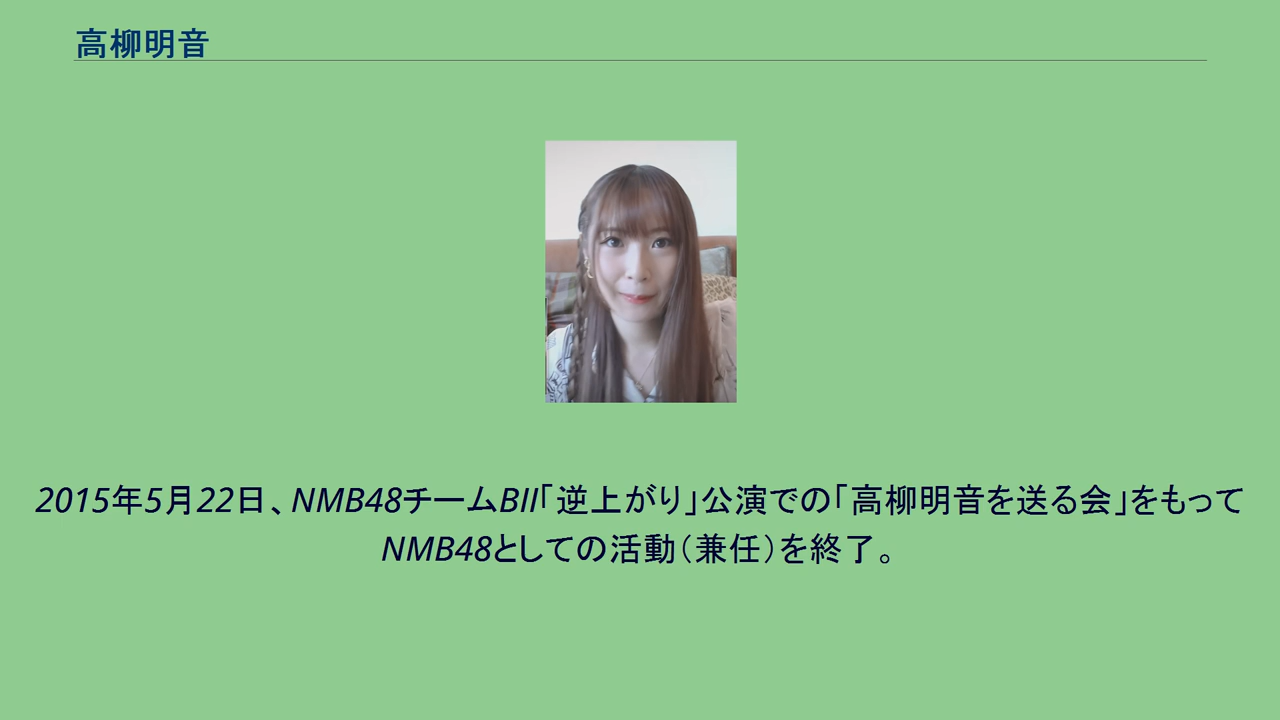 高柳明音
2015年5月22日、NMB48チームBII「逆上がり」公演での「高柳明音を送る会」をもって
NMB48としての活動(兼任)を終了。